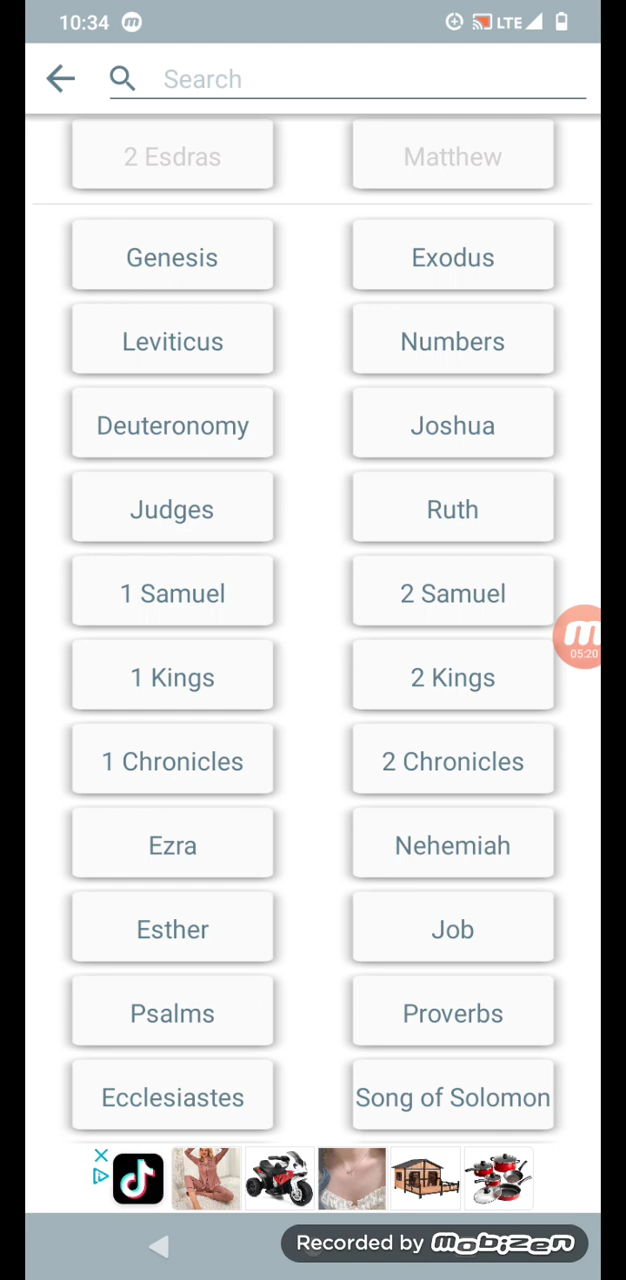 10:34
LTE
Search
2 Esdras Matthew
Genesis Exodus
Leviticus Numbers
Deuteronomy Joshua
Judges Ruth
1 Samuel 2 Samuel
1 Kings 2 Kings
05:20
1 Chronicles 2 Chronicles
Ezra Nehemiah
Esther Job
Psalms Proverbs
Ecclesiastes Song of Solomon
Recorded by mobizen